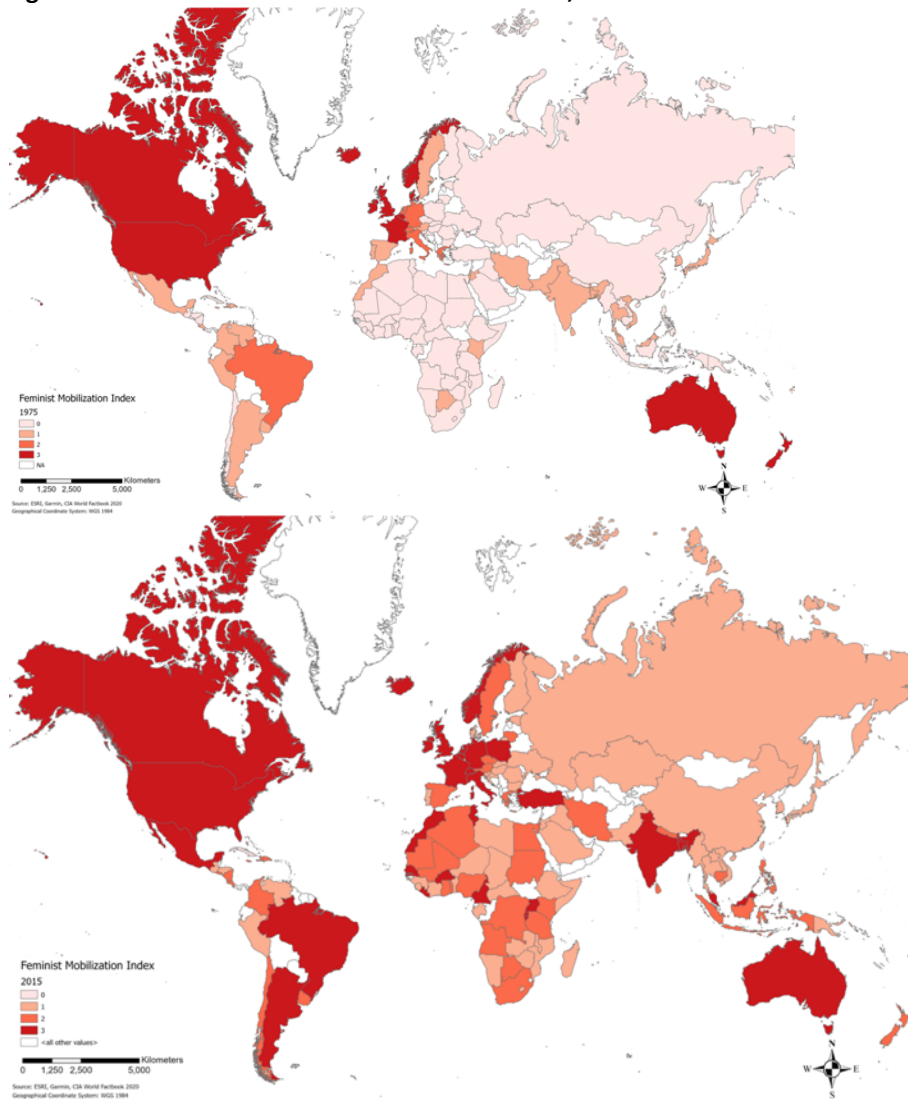 Feminist Mobilization Index
1975
0
1
2
3
NA
Kilometers
0 1,250 2,500 5,000
Source: ESRI, Garmin, CIA World Factbook 2020
Geographical Coordinate System: WGS 1984
N
W E
S
Feminist Mobilization Index
2015
0
1
2
3
<all other values>
Kilometers
0 1,250 2,500 5,000
Source: ESRI, Garmin, CIA World Factbook 2020
Geographical Coordinate System: WGS 1984
N
W E
S